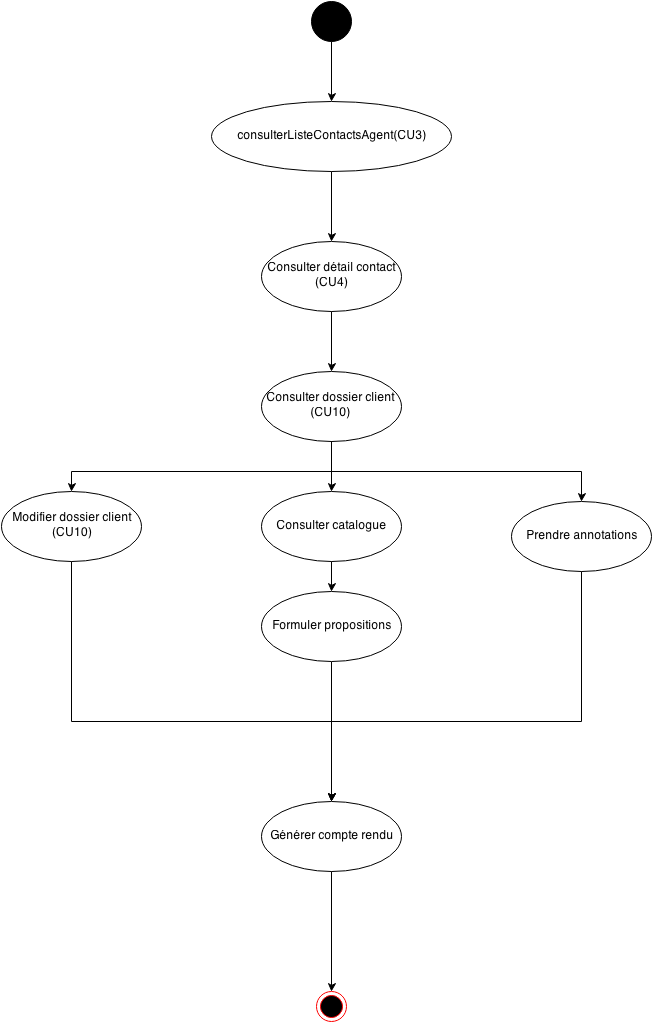 consulterListeContactsAgent(CU3)
Consulter détail contact
(CU4)
Consulter dossier client
(CU10)
Modifier dossier client
(CU10)
Consulter catalogue
Prendre annotations
Formuler propositions
Générer compte rendu